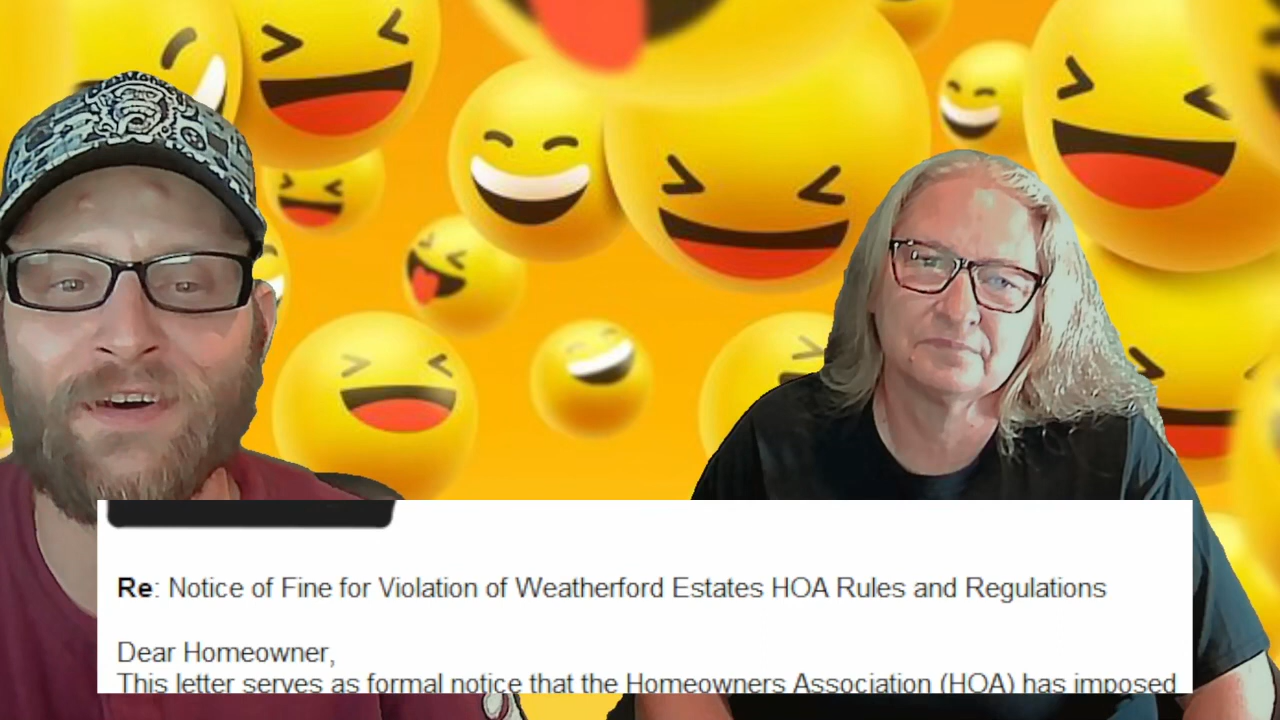 Re: Notice of Fine for Violation of Weatherford Estates HOA Rules and Regulations
Dear Homeowner,
This letter serves as formal notice that the Homeowners Association (HOA) has imposed